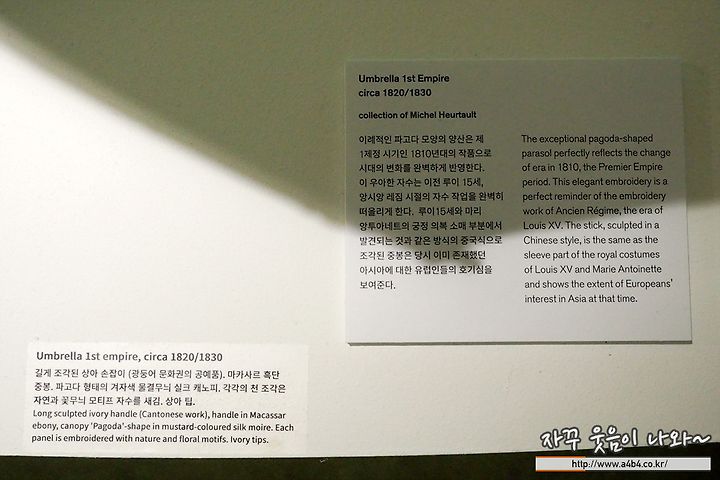 Umbrella 1st Empire
circa 1820/1830
collection of Michel Heurtault
이례적인 파고다 모양의 양산은 제
1제정 시기인 1810년대의 작품으로
시대의 변화를 완벽하게 반영한다.
이 우아한 자수는 이전 루이 15세,
앙시앙 레짐 시절의 자수 작업을 완벽히
떠올리게 한다. 루이15세와 마리
앙투아네트의 궁정 의복 소매 부분에서
발견되는 것과 같은 방식의 중국식으로
조각된 중봉은 당시 이미 존재했던
아시아에 대한 유럽인들의 호기심을
보여준다.
The exceptional pagoda-shaped
parasol perfectly reflects the change
of era in 1810, the Premier Empire
period. This elegant embroidery is a
perfect reminder of the embroidery
work of Ancien Régime, the era of
Louis XV. The stick, sculpted in a
Chinese style, is the same as the
sleeve part of the royal costumes
of Louis XV and Marie Antoinette
and shows the extent of Europeans'
interest in Asia at that time.
Umbrella 1st empire, circa 1820/1830
길게 조각된 상아 손잡이 (광둥어 문화권의 공예품). 마카사르 흑단
중봉. 파고다 형태의 겨자색 물결무늬 실크 캐노피. 각각의 천 조각은
자연과 꽃무늬 모티프 자수를 새김. 상아 팁.
Long sculpted ivory handle (Cantonese work), handle in Macassar
ebony, canopy 'Pagoda'-shape in mustard-coloured silk moire. Each
panel is embroidered with nature and floral motifs. Ivory tips.
자꾸 웃음이 나와~
http://www.a4b4.co.kr/